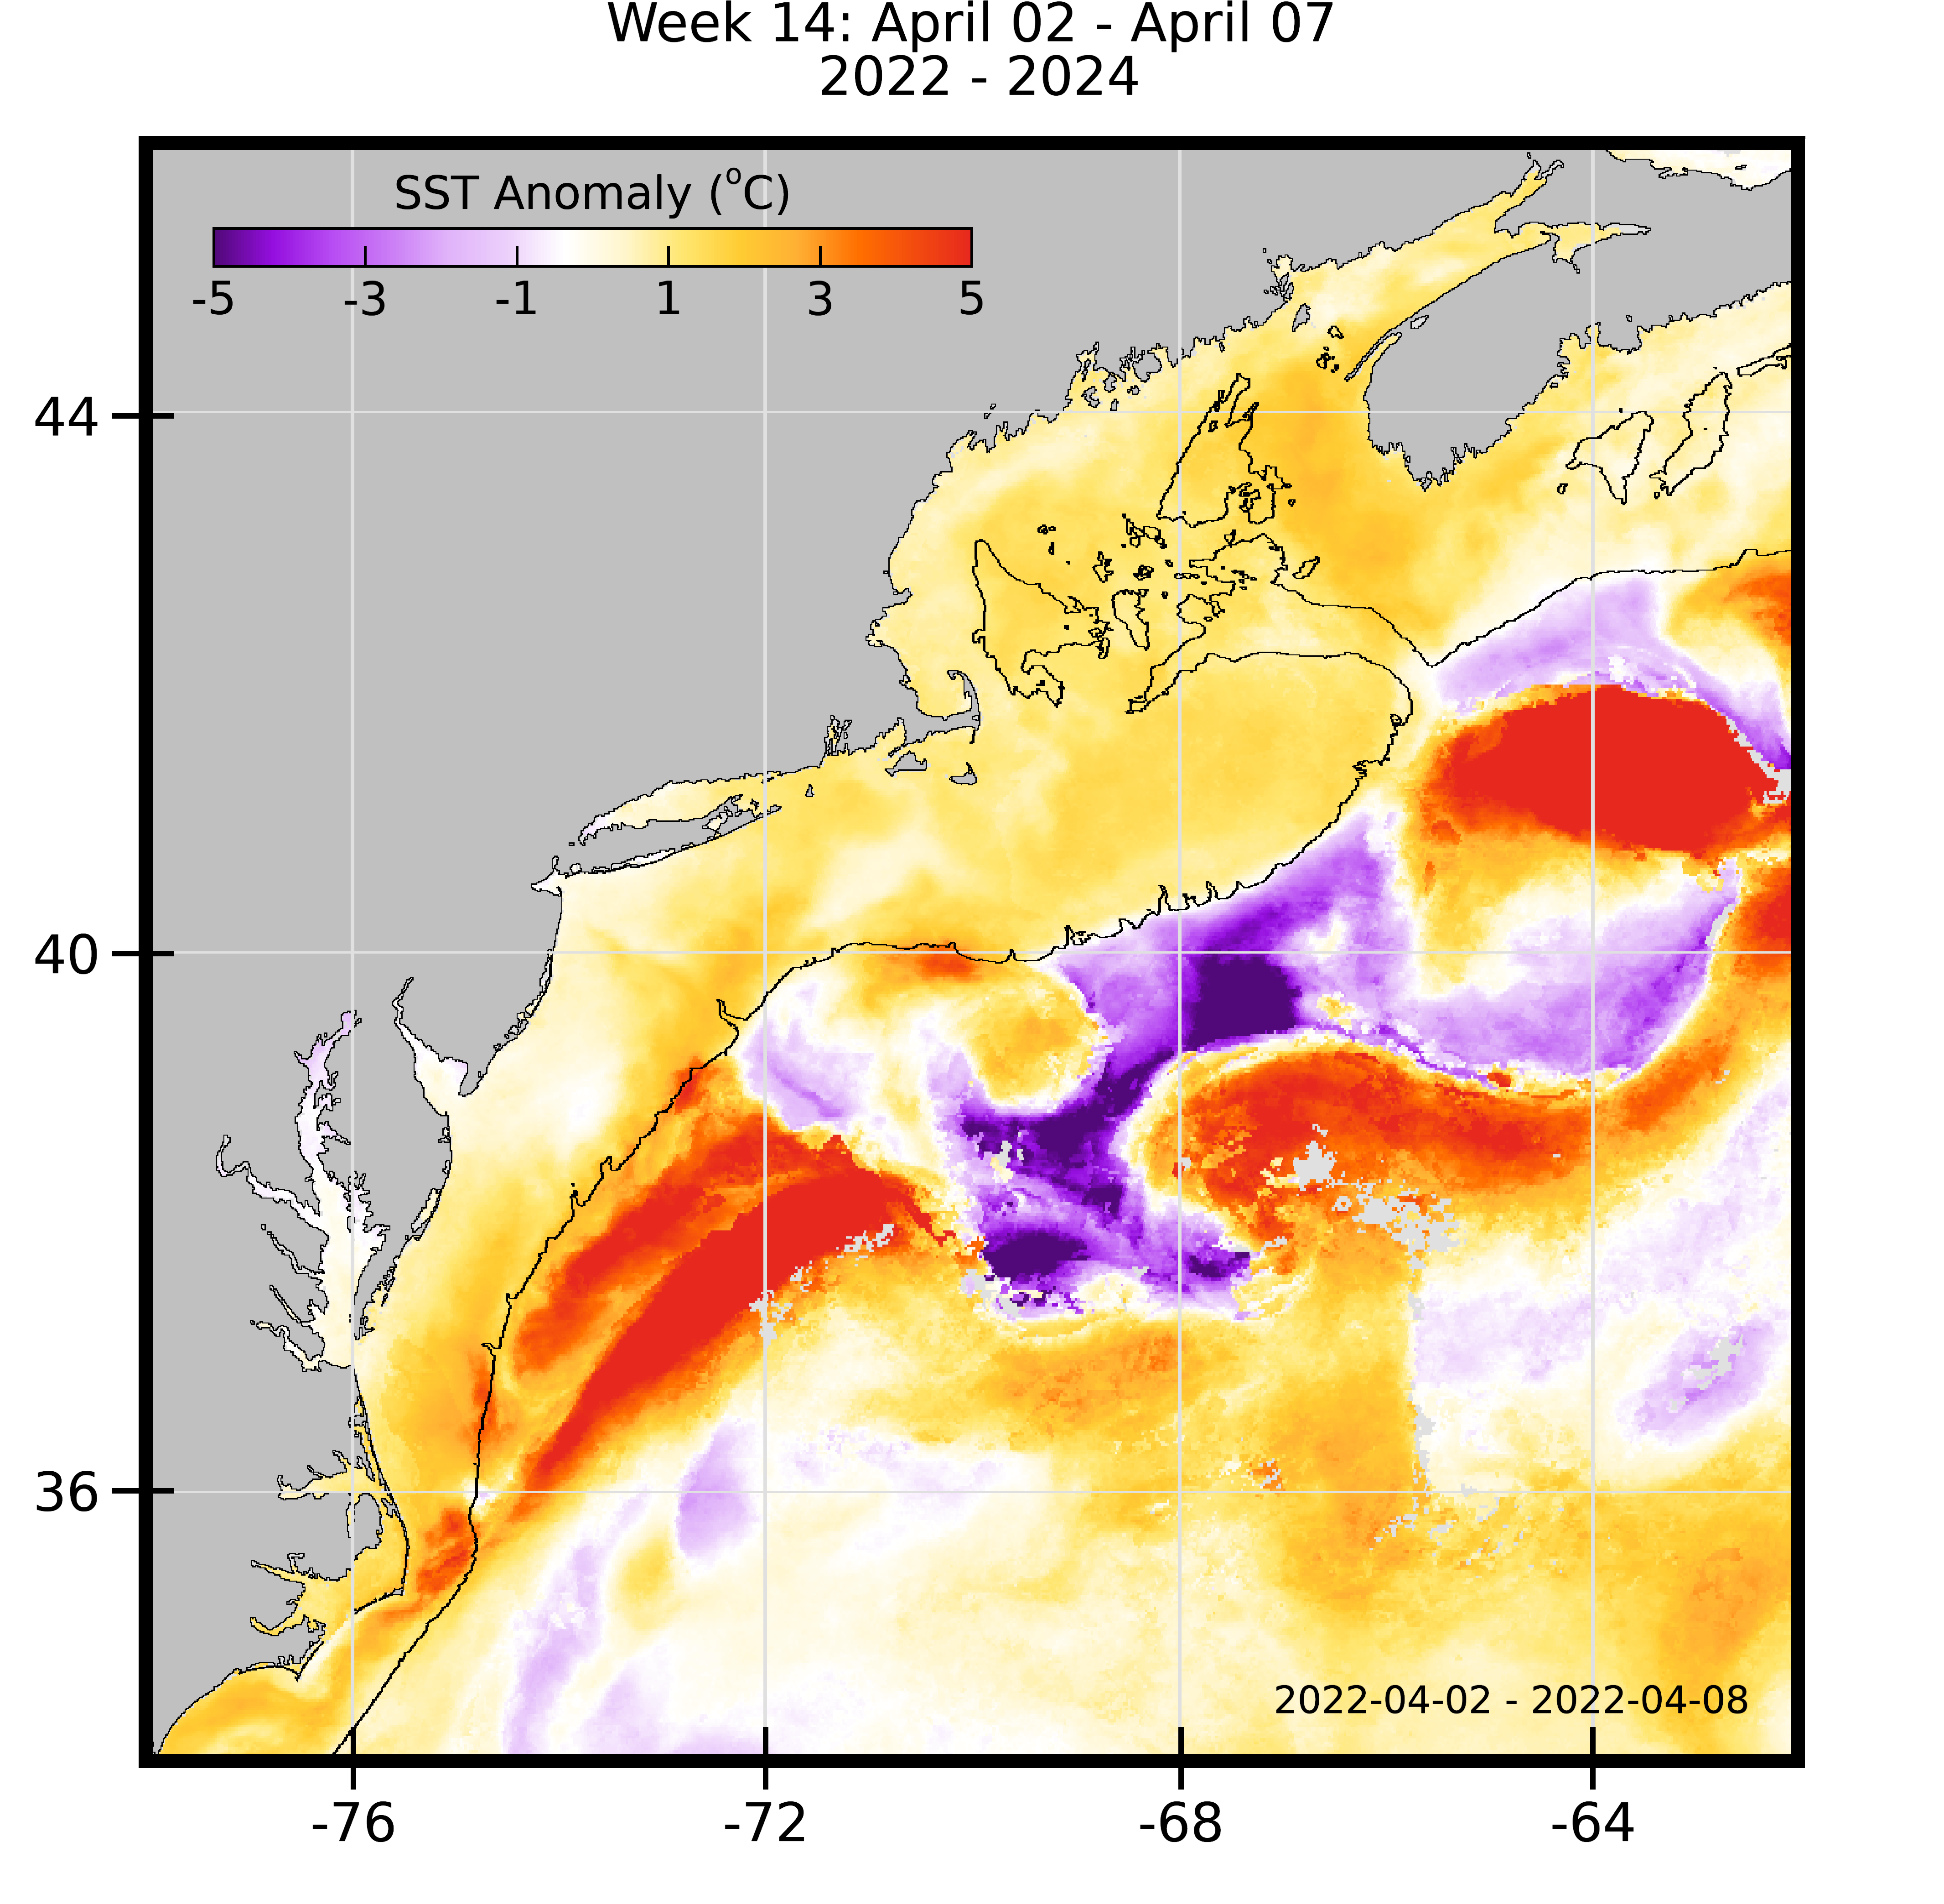 Week 14: April 02 - April 07
2022 - 2024
SST Anomaly (°C)
-5 -3 -1 1 3 5
44
40
36
2022-04-02 - 2022-04-08
-76 -72 -68 -64